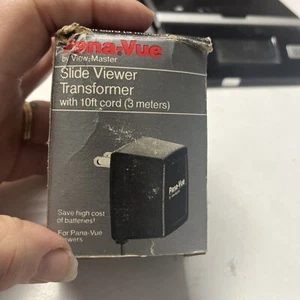 Pana-Vue
by View-Master
Slide Viewer
Transformer
with 10ft cord (3 meters)
Pana-Vue
Save high cost
of batteries!
For Pana-Vue
viewers